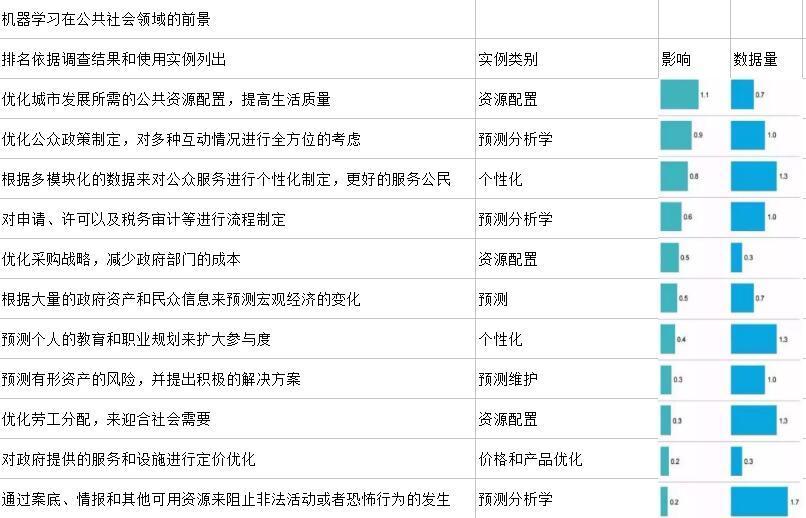 机器学习在公共社会领域的前景
排名依据调查结果和使用实例列出 实例类别 影响 数据量
优化城市发展所需的公共资源配置，提高生活质量 资源配置 1.1 0.7
优化公众政策制定，对多种互动情况进行全方位的考虑 预测分析学 0.9 1.0
根据多模块化的数据来对公众服务进行个性化制定，更好的服务公民 个性化 0.8 1.3
对申请、许可以及税务审计等进行流程制定 预测分析学 0.6 1.0
优化采购战略，减少政府部门的成本 资源配置 0.5 0.3
根据大量的政府资产和民众信息来预测宏观经济的变化 预测 0.5 0.7
预测个人的教育和职业规划来扩大参与度 个性化 0.4 1.3
预测有形资产的风险，并提出积极的解决方案 预测维护 0.3 1.0
优化劳工分配，来迎合社会需要 资源配置 0.3 1.3
对政府提供的服务和设施进行定价优化 价格和产品优化 0.2 0.3
通过案底、情报和其他可用资源来阻止非法活动或者恐怖行为的发生 预测分析学 0.2 1.7